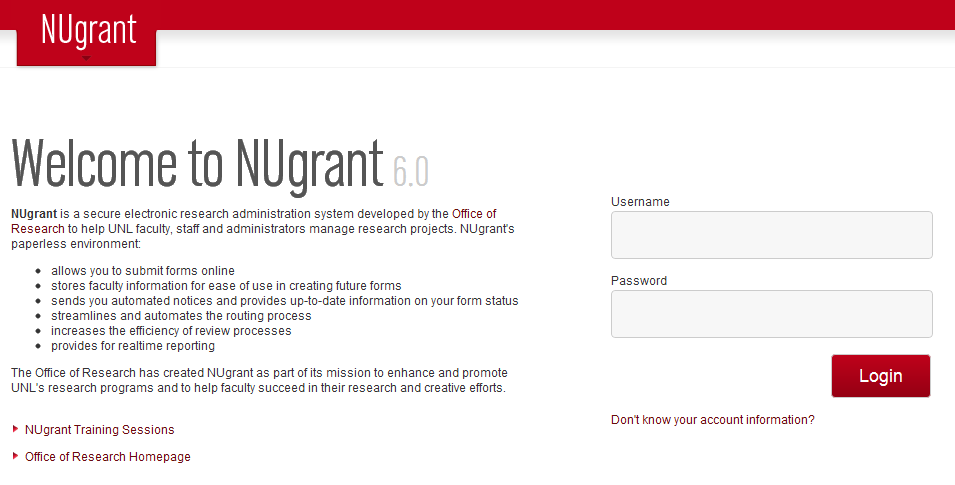 NUgrant
Welcome to NUgrant 6.0
NUgrant is a secure electronic research administration system developed by the Office of
Research to help UNL faculty, staff and administrators manage research projects. NUgrant's
paperless environment:
allows you to submit forms online
stores faculty information for ease of use in creating future forms
sends you automated notices and provides up-to-date information on your form status
streamlines and automates the routing process
increases the efficiency of review processes
provides for realtime reporting
The Office of Research has created NUgrant as part of its mission to enhance and promote
UNL's research programs and to help faculty succeed in their research and creative efforts.
NUgrant Training Sessions
Office of Research Homepage
Username
Password
Login
Don't know your account information?